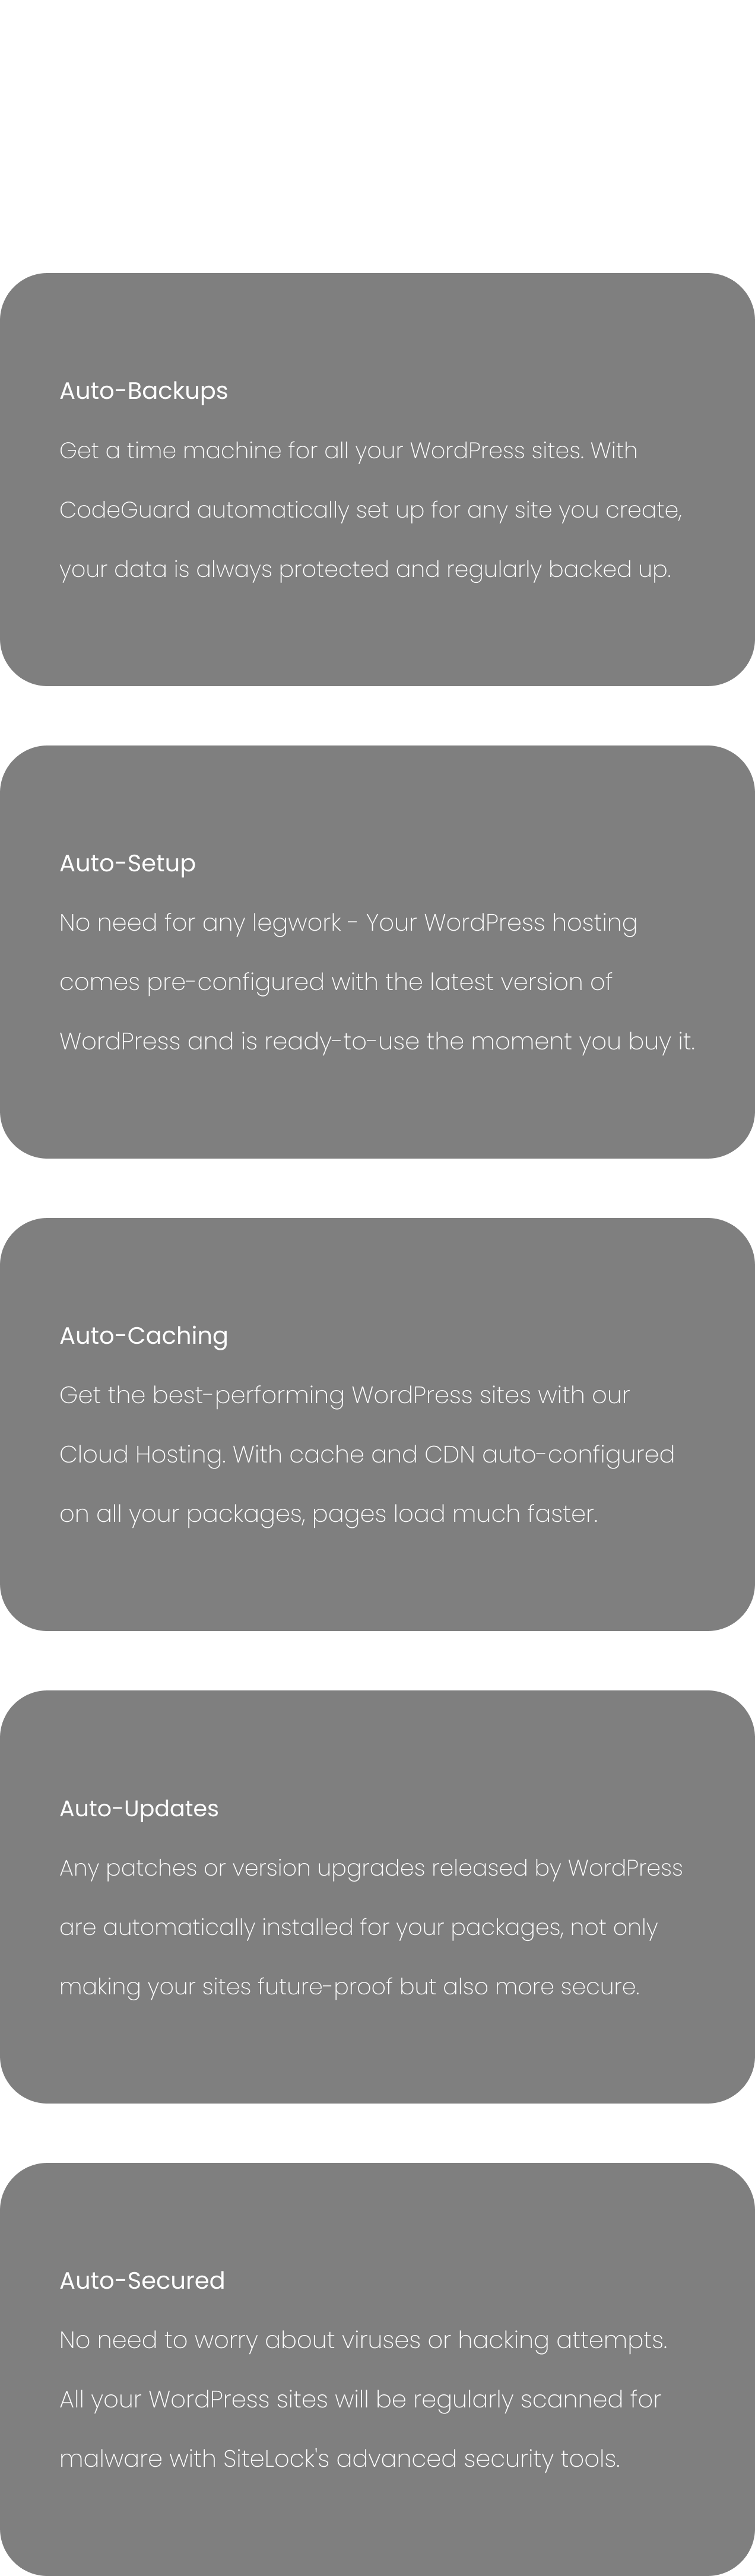 Auto-Backups
Get a time machine for all your WordPress sites. With
CodeGuard automatically set up for any site you create,
your data is always protected and regularly backed up.
Auto-Setup
No need for any legwork - Your WordPress hosting
comes pre-configured with the latest version of
WordPress and is ready-to-use the moment you buy it.
Auto-Caching
Get the best-performing WordPress sites with our
Cloud Hosting. With cache and CDN auto-configured
on all your packages, pages load much faster.
Auto-Updates
Any patches or version upgrades released by WordPress
are automatically installed for your packages, not only
making your sites future-proof but also more secure.
Auto-Secured
No need to worry about viruses or hacking attempts.
All your WordPress sites will be regularly scanned for
malware with SiteLock's advanced security tools.